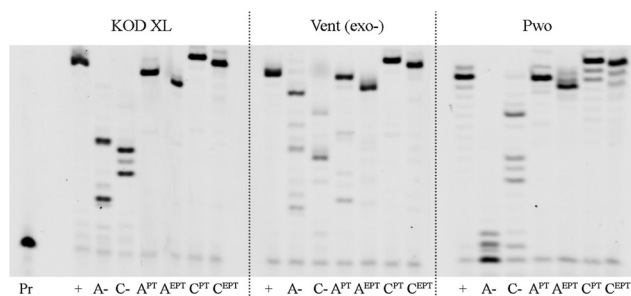 KOD XL Vent (exo-) Pwo
Pr + A- C- A^PT A^EPT C^PT C^EPT + A- C- A^PT A^EPT C^PT C^EPT + A- C- A^PT A^EPT C^PT C^EPT